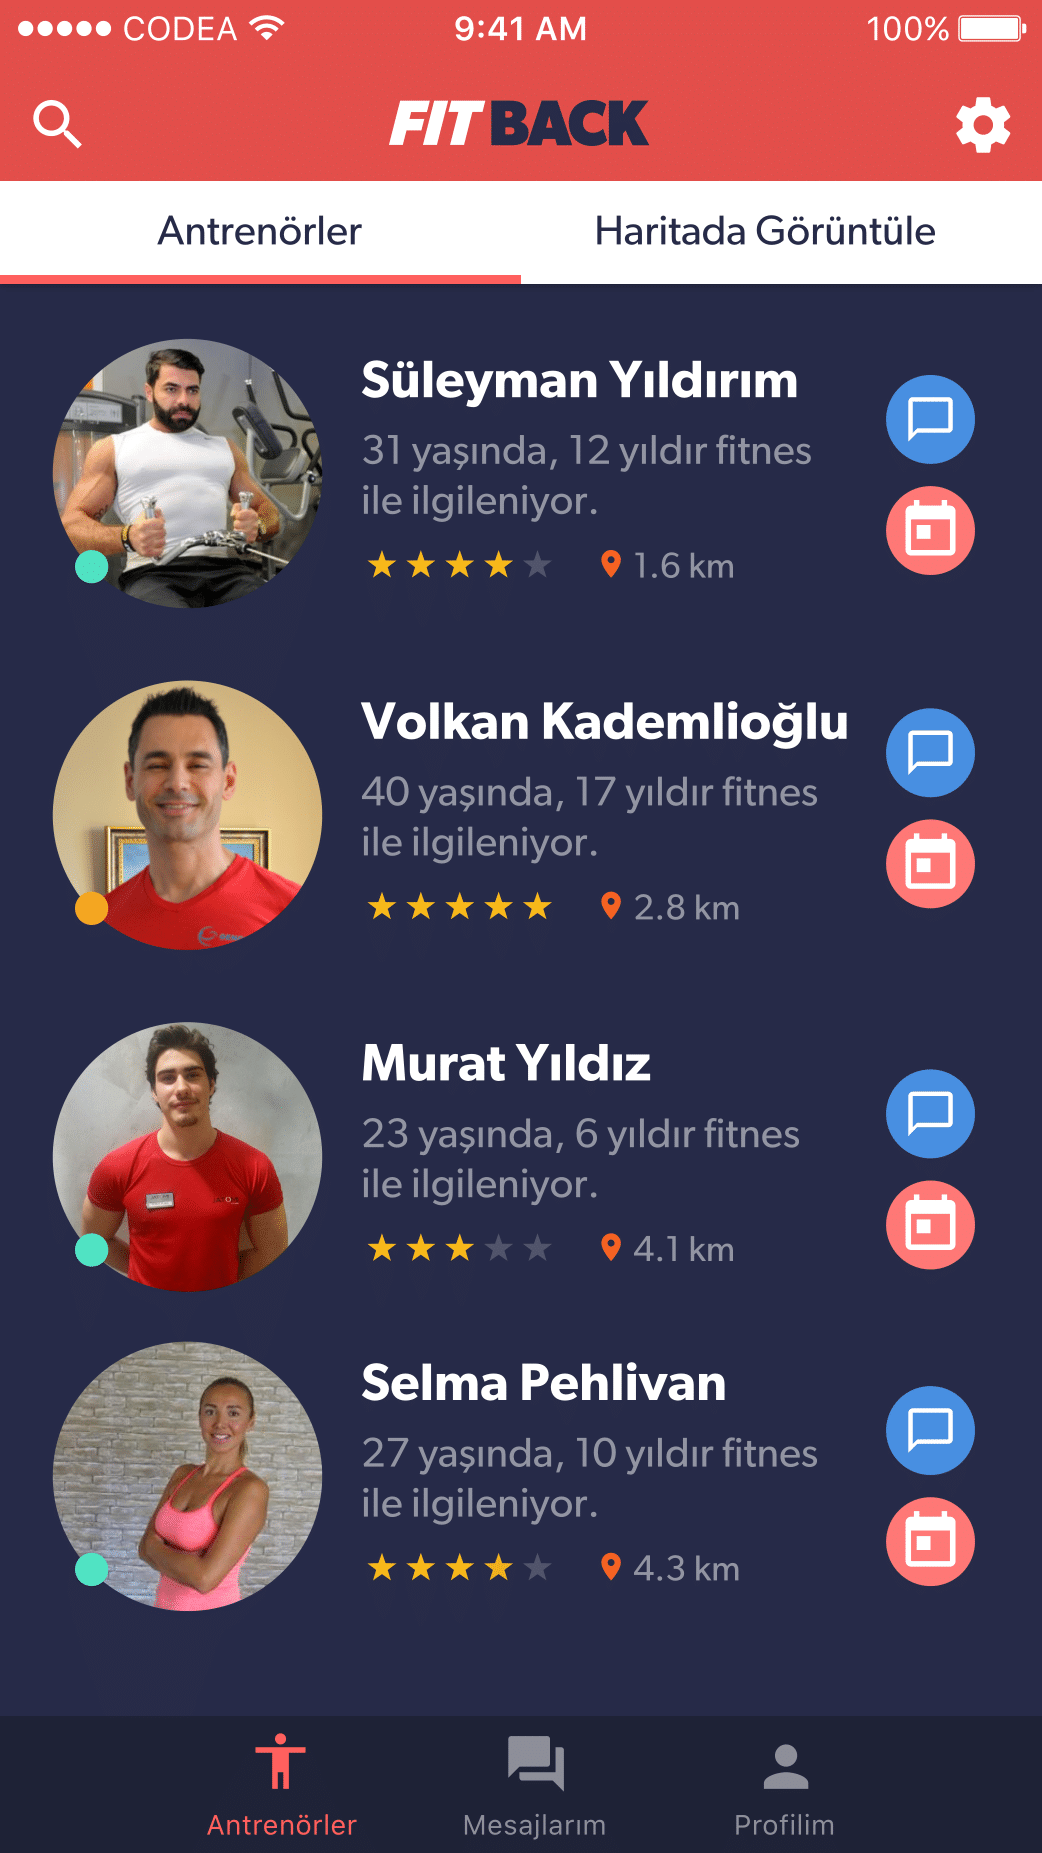 CODEA
9:41 AM
100%
FITBACK
Antrenörler
Haritada Görüntüle
Süleyman Yıldırım
31 yaşında, 12 yıldır fitnes
ile ilgileniyor.
1.6 km
Volkan Kademlioğlu
40 yaşında, 17 yıldır fitnes
ile ilgileniyor.
2.8 km
Murat Yıldız
23 yaşında, 6 yıldır fitnes
ile ilgileniyor.
4.1 km
Selma Pehlivan
27 yaşında, 10 yıldır fitnes
ile ilgileniyor.
4.3 km
Antrenörler
Mesajlarım
Profilim